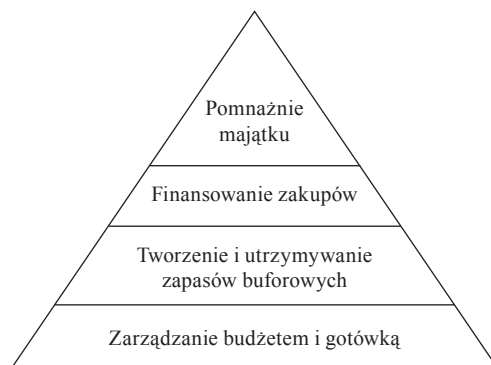 Pomnażnie
majątku
Finansowanie zakupów
Tworzenie i utrzymywanie
zapasów buforowych
Zarządzanie budżetem i gotówką